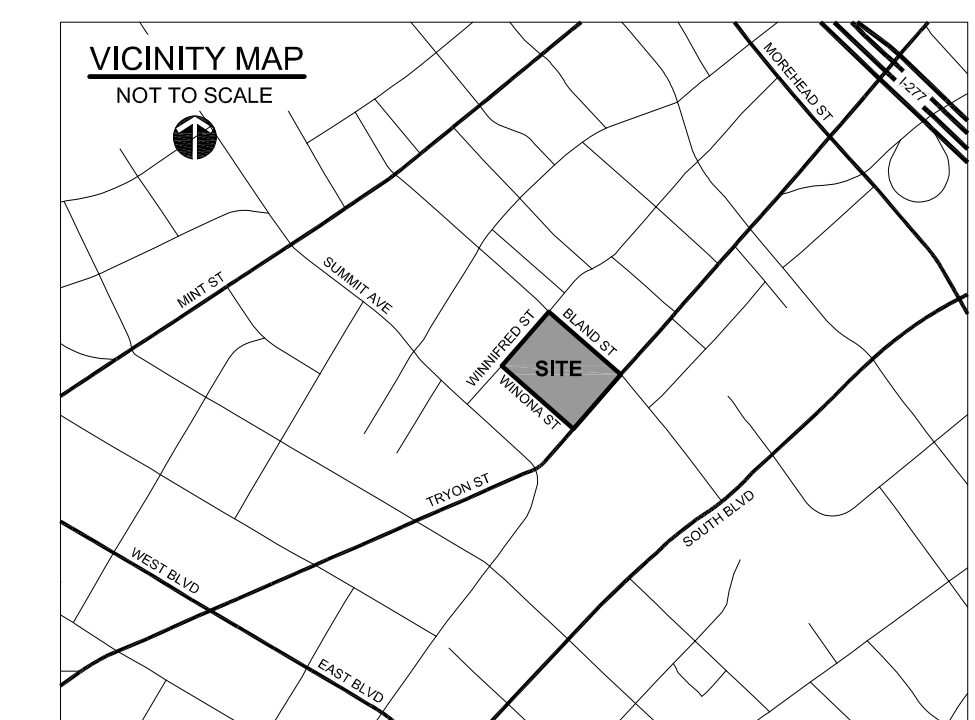 VICINITY MAP
NOT TO SCALE
MOREHEAD ST
I-277
MINT ST
SUMMIT AVE
WINNIFRED ST
BLAND ST
SITE
WINONA ST
TRYON ST
SOUTH BLVD
WEST BLVD
EAST BLVD